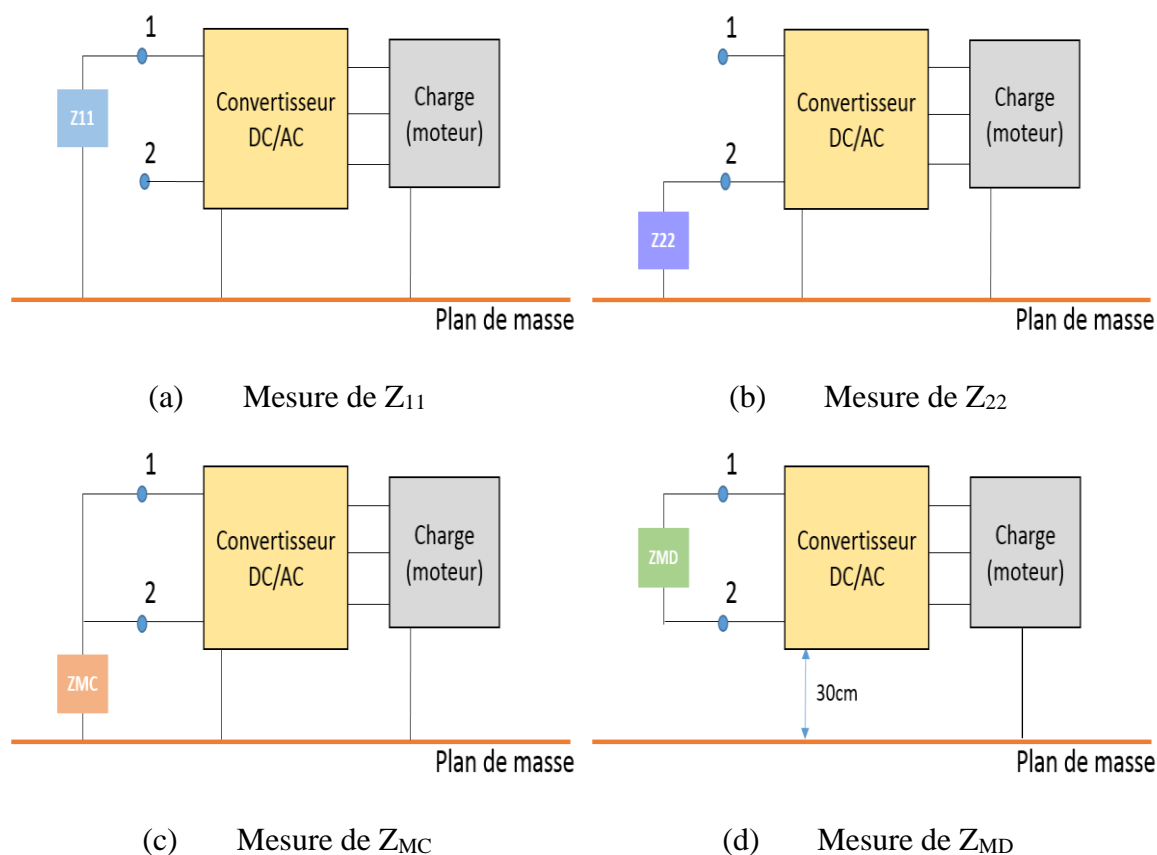 1
Z11
2
Convertisseur
DC/AC
Charge
(moteur)
Plan de masse
(a) Mesure de Z11
1
2
Z22
Convertisseur
DC/AC
Charge
(moteur)
Plan de masse
(b) Mesure de Z22
1
2
ZMC
Convertisseur
DC/AC
Charge
(moteur)
Plan de masse
(c) Mesure de ZMC
1
ZMD
2
Convertisseur
DC/AC
Charge
(moteur)
30cm
Plan de masse
(d) Mesure de ZMD